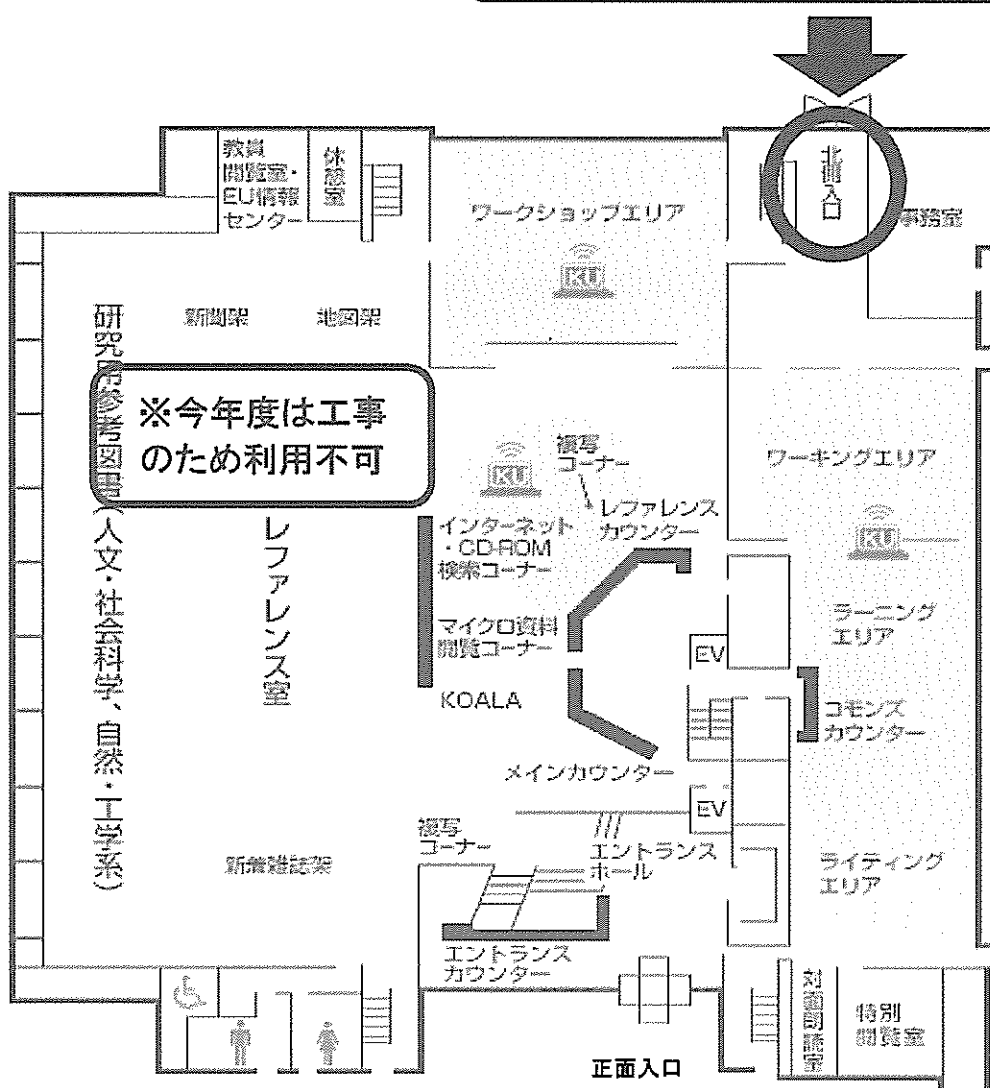 教員
閲覧室・
EU情報
センター
休憩室
ワークショップエリア
KU
北側入口
事務室
新聞架
地図架
研究用参考図書(人文・社会科学、自然・工学系)
※今年度は工事
のため利用不可
レファレンス室
KU
複写
コーナー
レファレンス
カウンター
インターネット
・CD-ROM
検索コーナー
マイクロ資料
閲覧コーナー
KOALA
メインカウンター
EV
EV
ワーキングエリア
KU
ラーニング
エリア
コモンズ
カウンター
ライティング
エリア
新着雑誌架
複写
コーナー
エントランス
ホール
エントランス
カウンター
対面朗読室
特別
閲覧室
正面入口